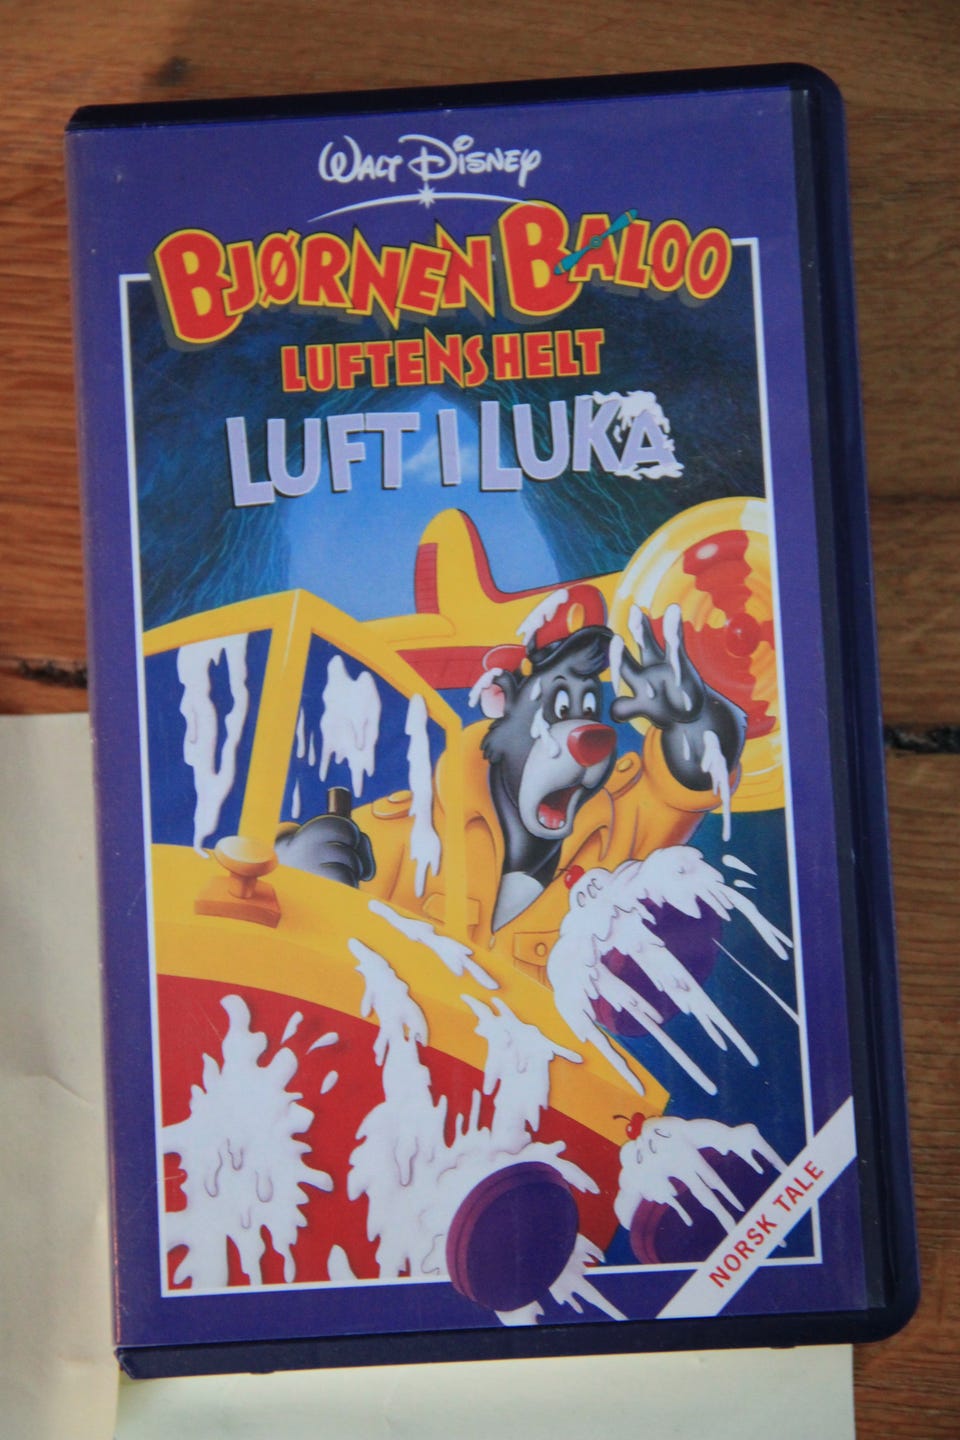 WALT DISNEY
BJØRNEN BALOO
LUFTENS HELT
LUFT I LUKA
NORSK TALE